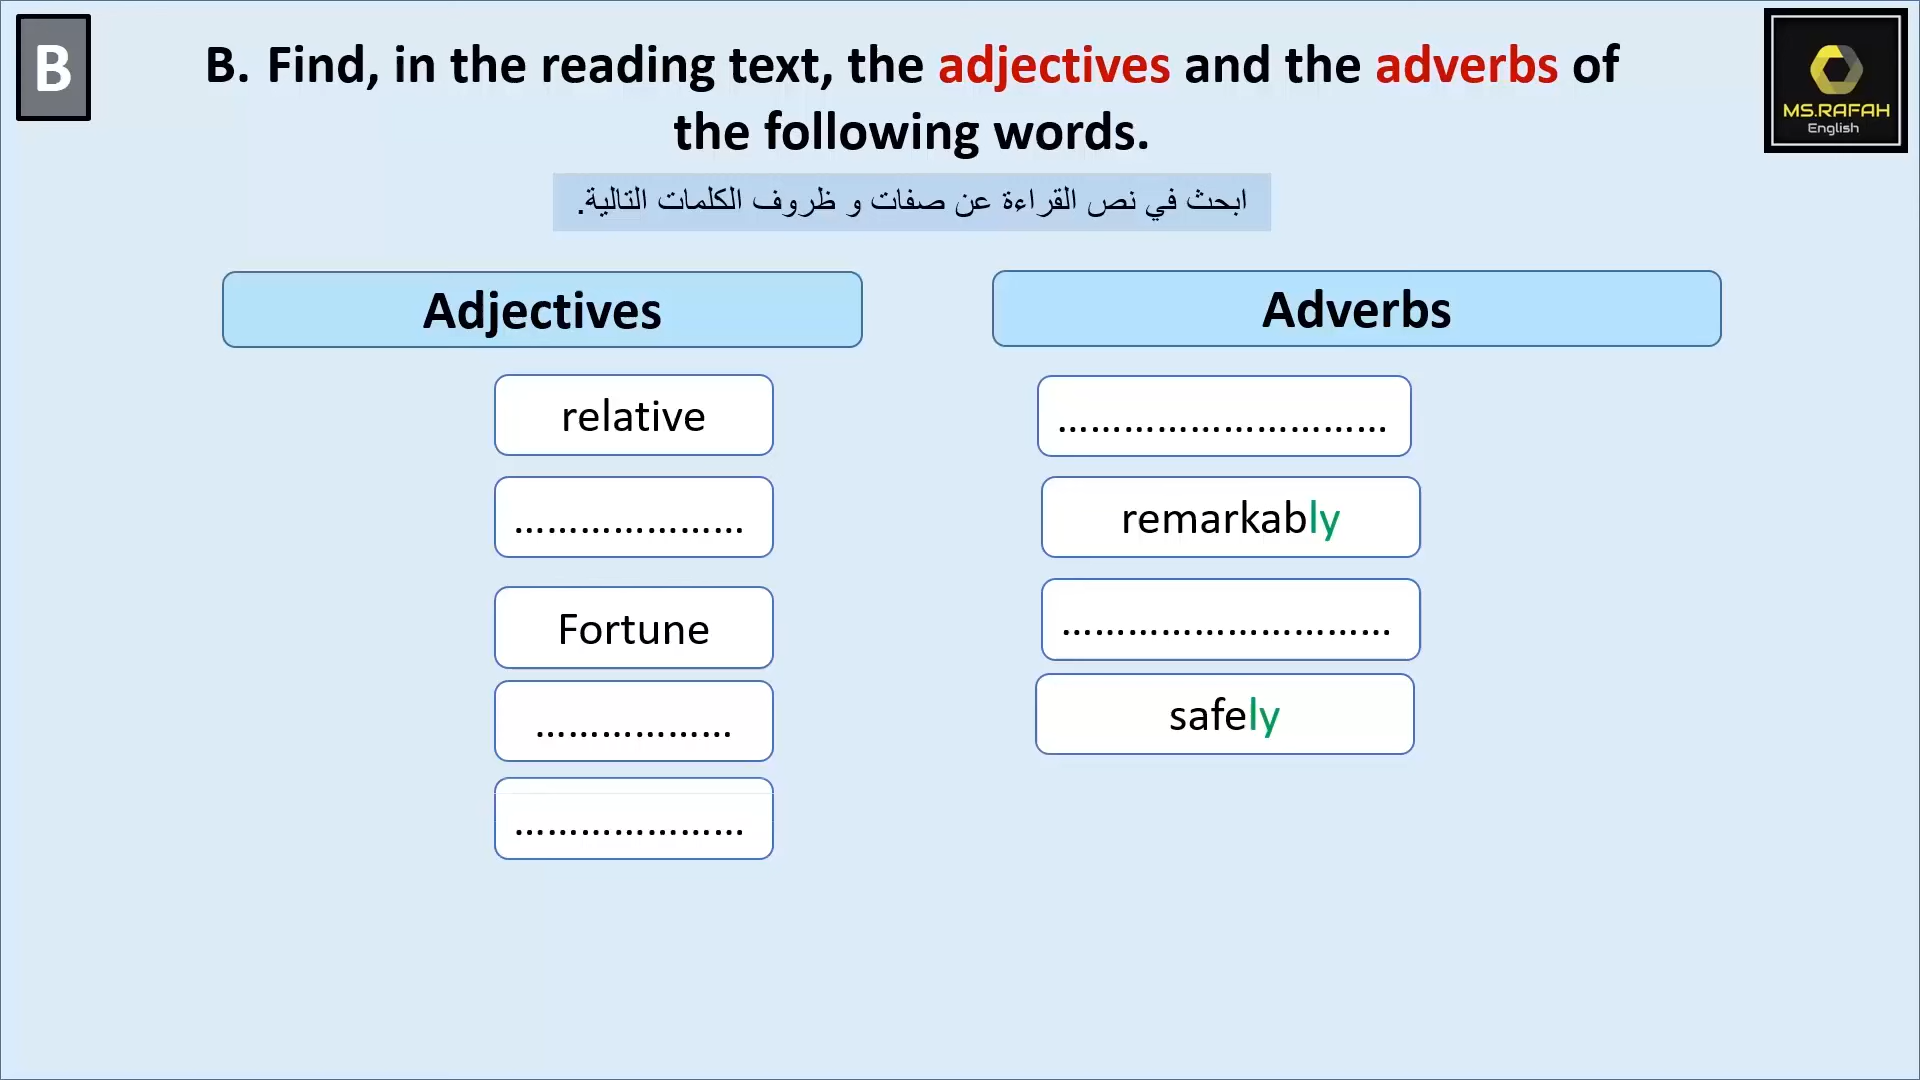 B
B. Find, in the reading text, the adjectives and the adverbs of
the following words.
MS.RAFAH
English
ابحث في نص القراءة عن صفات و ظروف الكلمات التالية.
Adjectives
Adverbs
relative
..............................
.....................
remarkably
Fortune
..............................
..................
safely
.....................